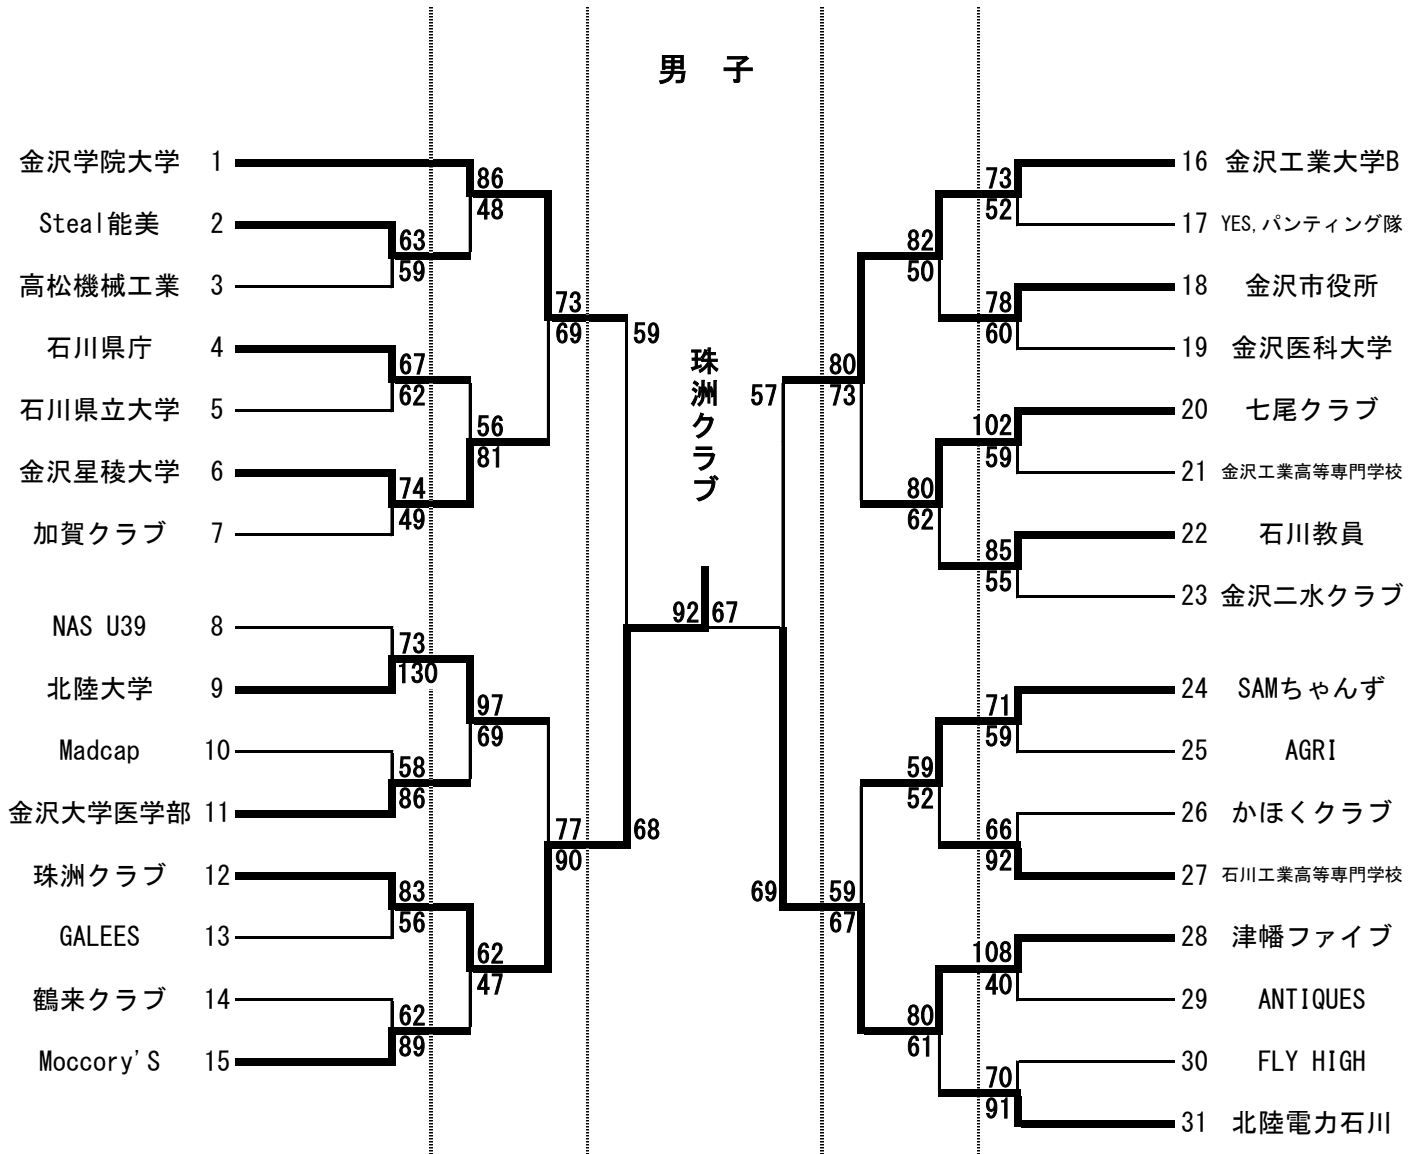 男 子
金沢学院大学 1
Steal能美 2
高松機械工業 3
石川県庁 4
石川県立大学 5
金沢星稜大学 6
加賀クラブ 7
NAS U39 8
北陸大学 9
Madcap 10
金沢大学医学部 11
珠洲クラブ 12
GALEES 13
鶴来クラブ 14
Moccory'S 15
63
59
67
62
74
49
73
130
58
86
83
56
62
89
86
48
56
81
97
69
62
47
73
69
77
90
59
68
珠洲クラブ
92 67
57
69
80
73
59
67
82
50
80
62
59
52
80
61
73
52
78
60
102
59
85
55
71
59
66
92
108
40
70
91
16 金沢工業大学B
17 YES,パンティング隊
18 金沢市役所
19 金沢医科大学
20 七尾クラブ
21 金沢工業高等専門学校
22 石川教員
23 金沢二水クラブ
24 SAMちゃんず
25 AGRI
26 かほくクラブ
27 石川工業高等専門学校
28 津幡ファイブ
29 ANTIQUES
30 FLY HIGH
31 北陸電力石川